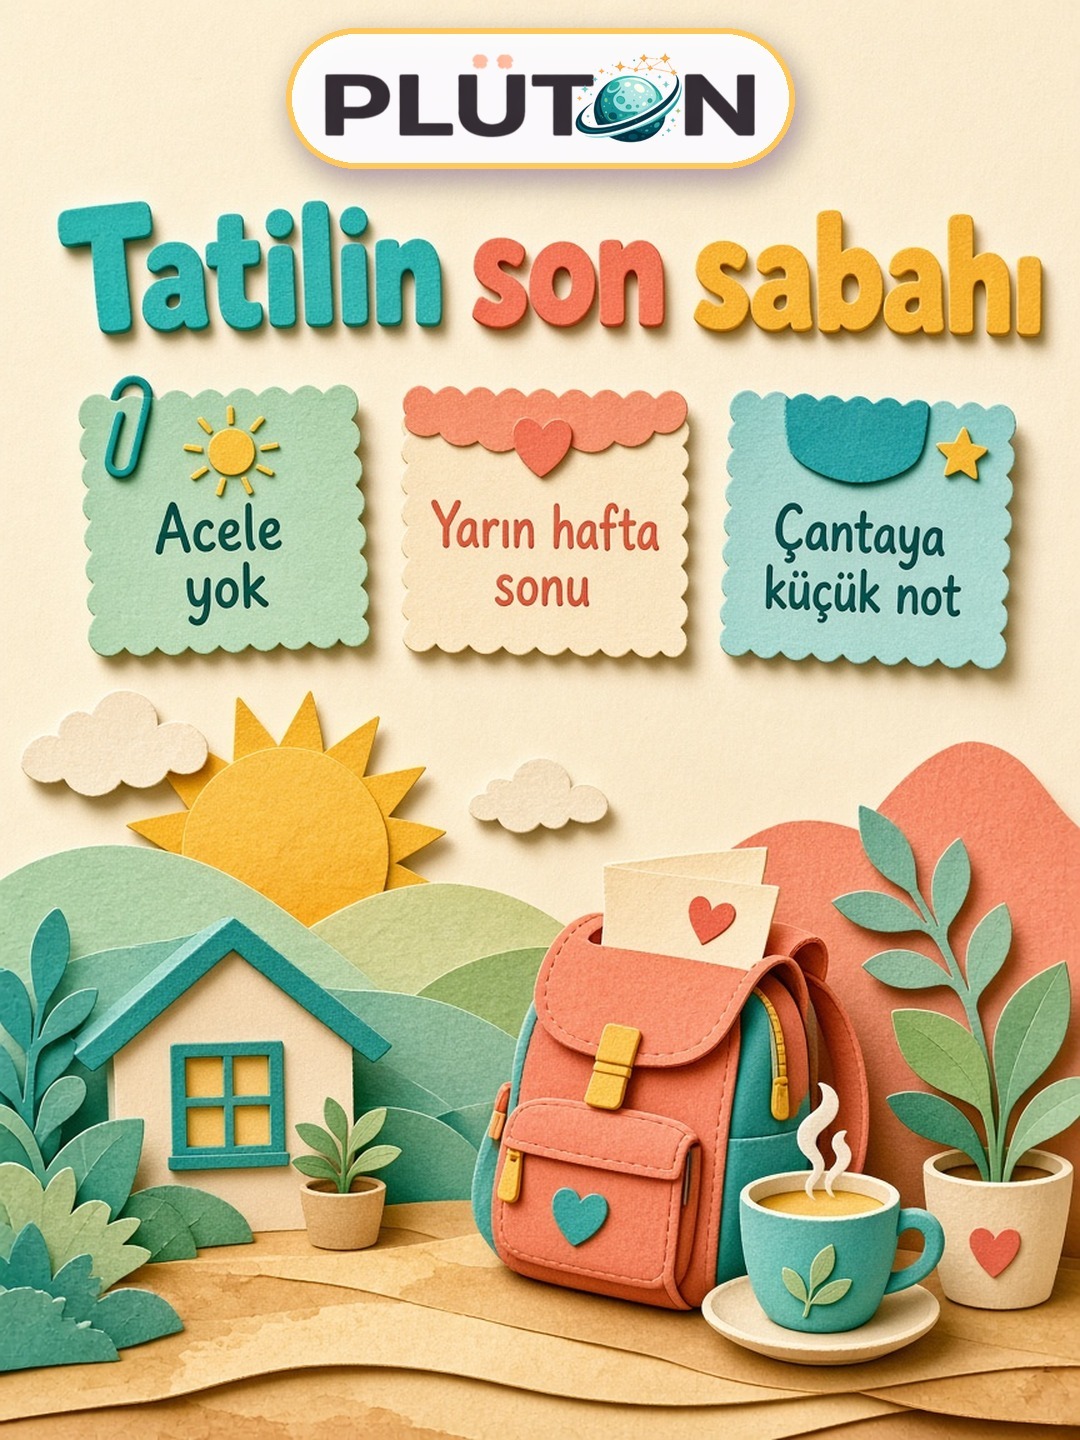 PLÜTON
Tatilin son sabahı
Acele
yok
Yarın hafta
sonu
Çantaya
küçük not